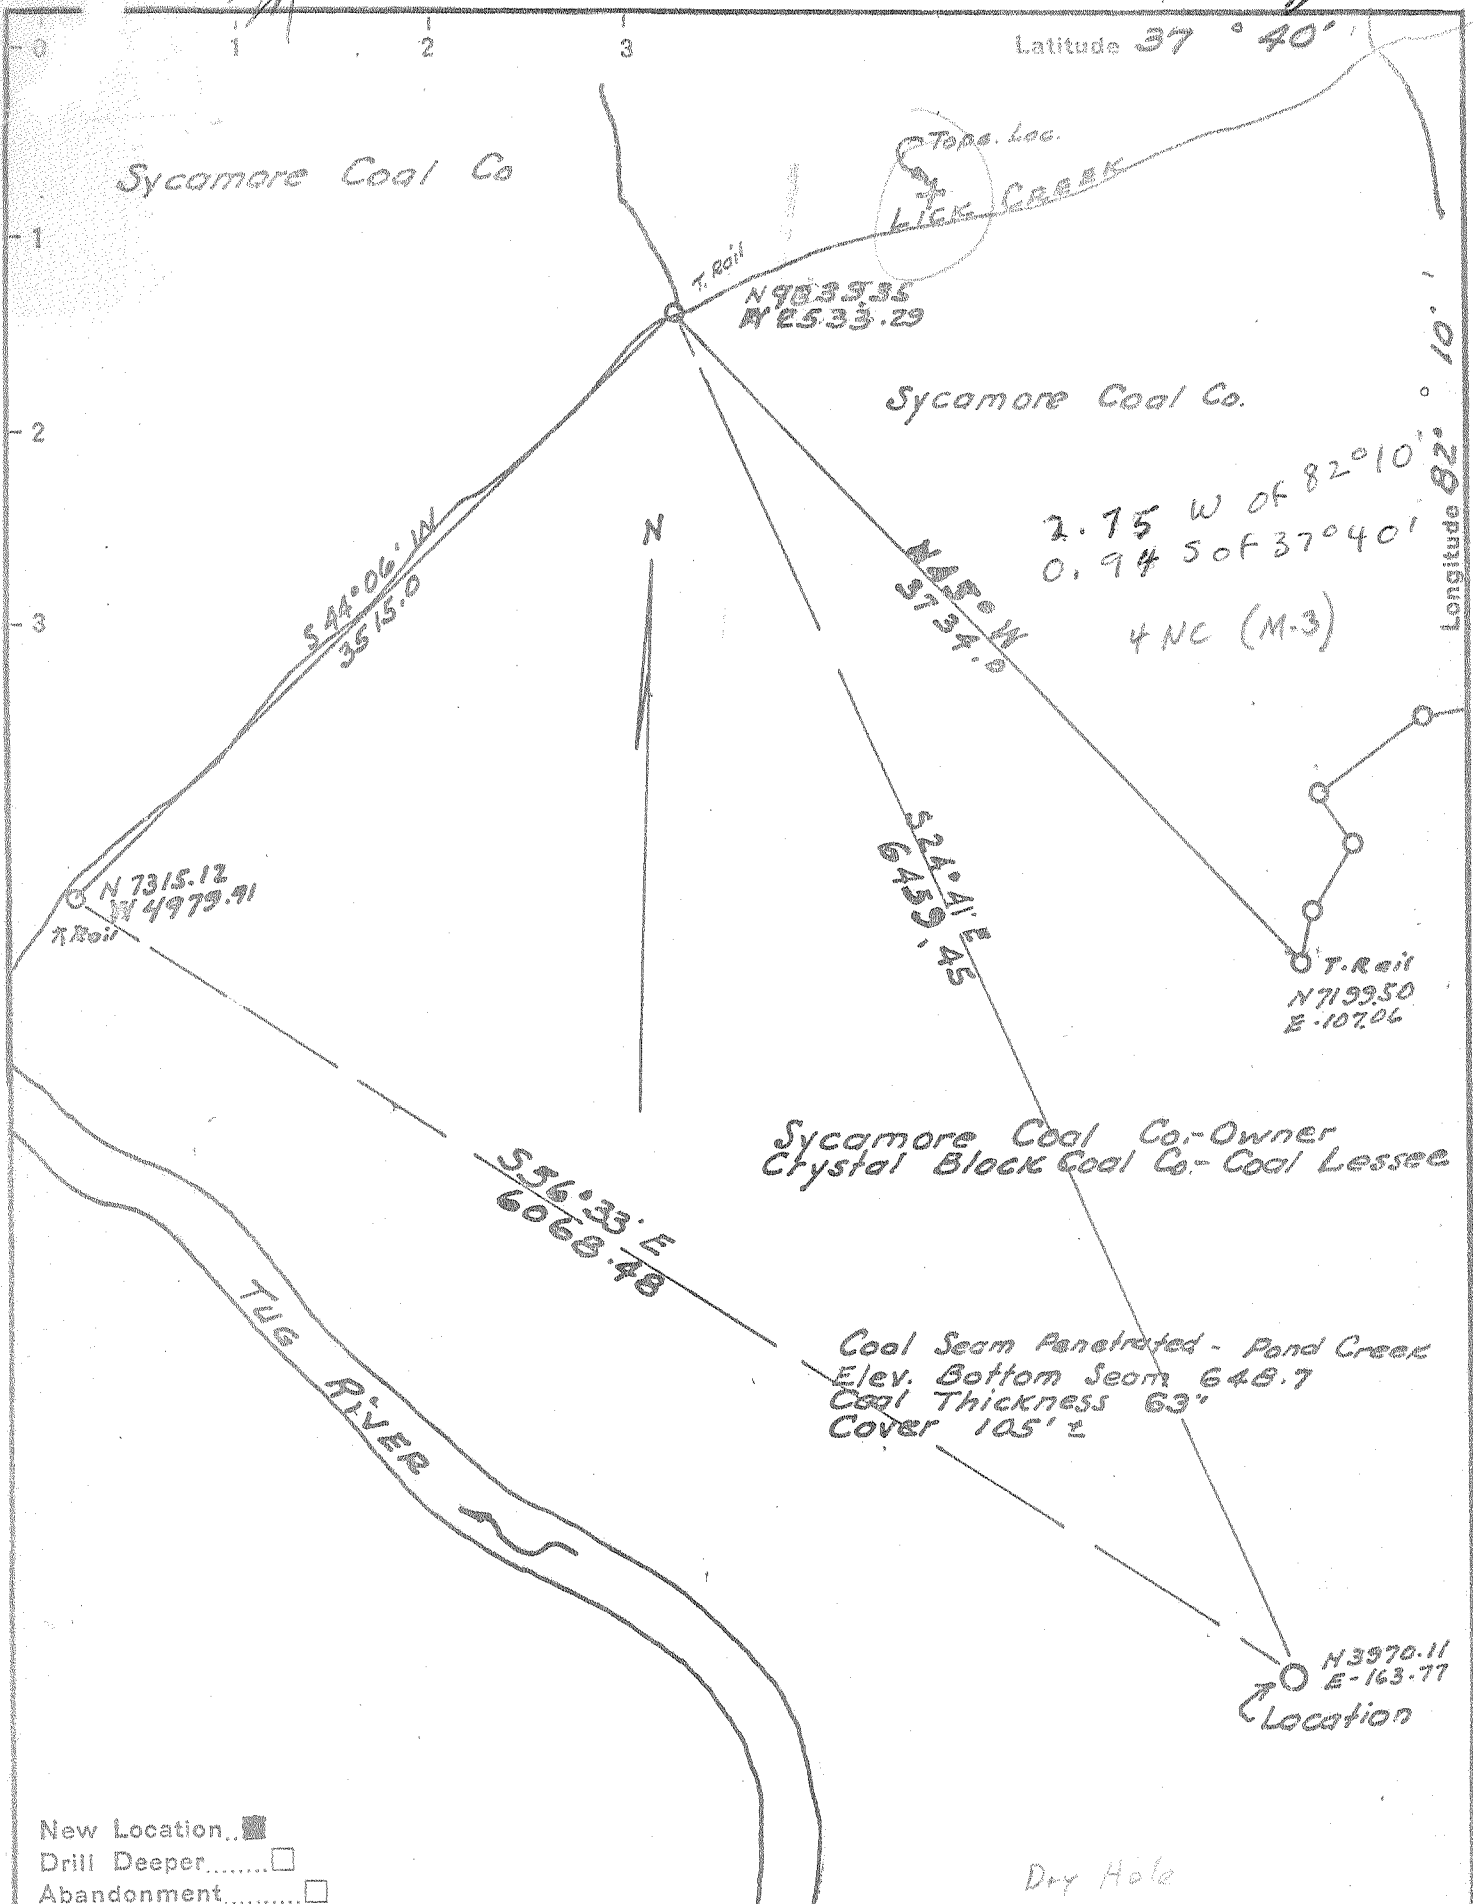 0
1
2
3
Latitude 37 ° 40'
Topo. Loc.
Sycamore Coal Co
LICK CREEK
1
T. Rail
W 2533.29
Sycamore Coal Co.
2
Longitude 82° 10'
2.75 W of 82°10'
0.94 S of 37°40'
4 NC (M-3)
N
S 44°06' W
3515.0
N 45° W
3734.0
3
S 24°41' E
6459.45
N 7315.12
W 4979.91
T. Rail
T. Rail
N 7199.50
E-107.06
Sycamore Coal Co.-Owner
Crystal Block Coal Co.- Coal Lessee
S 56°33' E
6068.48
TUG RIVER
Coal Seam Penetrated - Pond Creek
Elev. Bottom Seam 648.7
Coal Thickness 63"
Cover 105' ±
N 3970.11
E-163.77
Location
New Location..
Drill Deeper........
Abandonment..........
Dry Hole